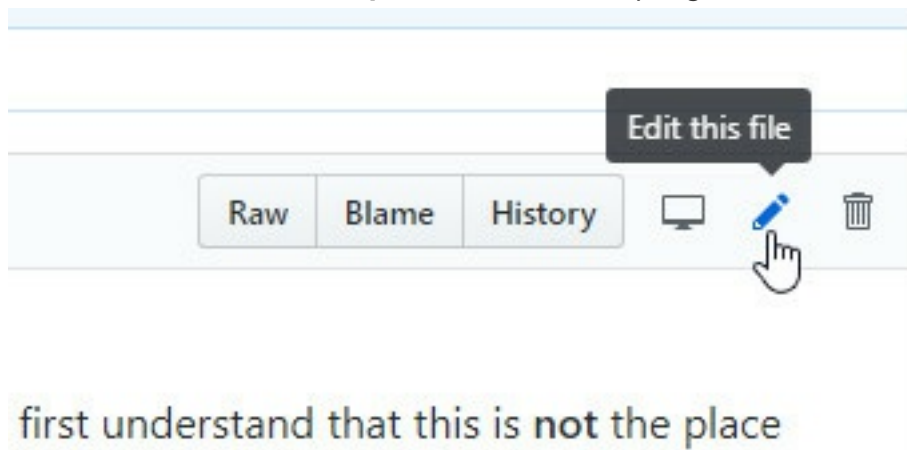 Edit this file
Raw Blame History
first understand that this is not the place